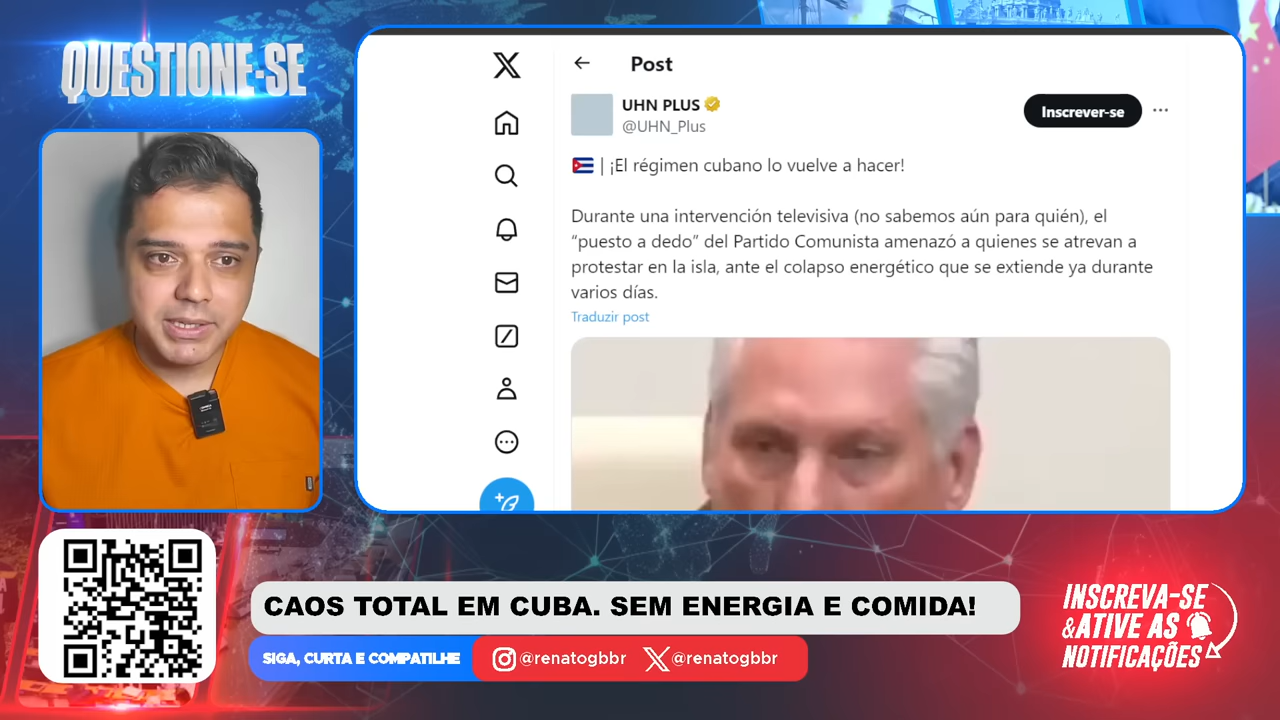 QUESTIONE-SE
Post
UHN PLUS
@UHN_Plus
Inscrever-se
| ¡El régimen cubano lo vuelve a hacer!
Durante una intervención televisiva (no sabemos aún para quién), el
“puesto a dedo” del Partido Comunista amenazó a quienes se atrevan a
protestar en la isla, ante el colapso energético que se extiende ya durante
varios días.
Traduzir post
CAOS TOTAL EM CUBA. SEM ENERGIA E COMIDA!
SIGA, CURTA E COMPATILHE
@renatogbbr
@renatogbbr
INSCREVA-SE
&ATIVE AS
NOTIFICAÇÕES